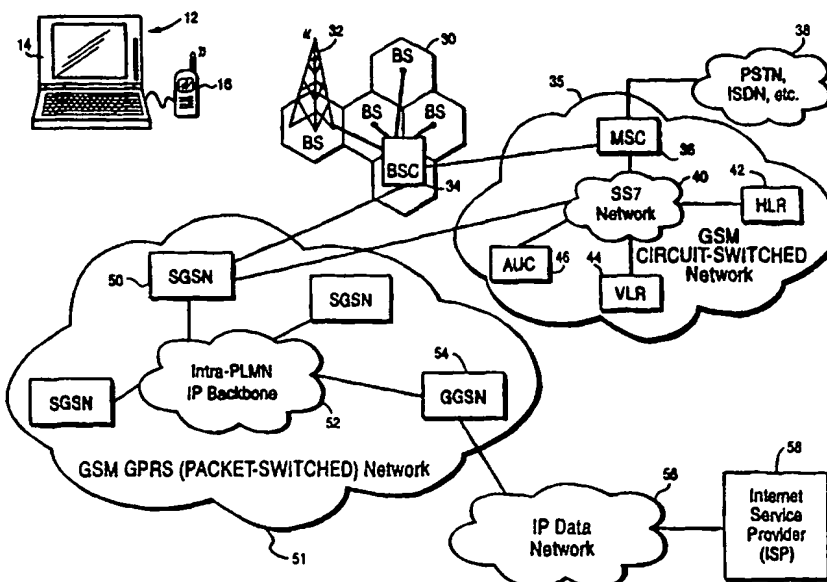 12
14
16
32
30
BS
BS
BS
BS
BSC
34
38
PSTN,
ISDN, etc.
35
MSC
36
40
42
SS7
Network
HLR
GSM
CIRCUIT-SWITCHED
Network
AUC
46
44
VLR
50
SGSN
SGSN
54
Intra-PLMN
IP Backbone
SGSN
52
GGSN
GSM GPRS (PACKET-SWITCHED) Network
51
56
58
IP Data
Network
Internet
Service
Provider
(ISP)